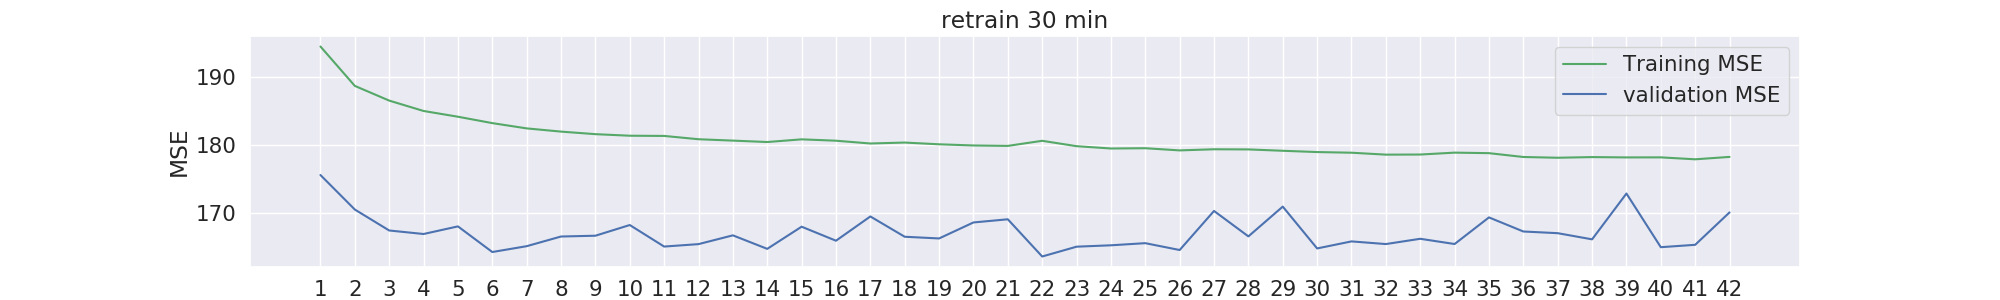 retrain 30 min
MSE
190
180
170
Training MSE
validation MSE
1 2 3 4 5 6 7 8 9 10 11 12 13 14 15 16 17 18 19 20 21 22 23 24 25 26 27 28 29 30 31 32 33 34 35 36 37 38 39 40 41 42